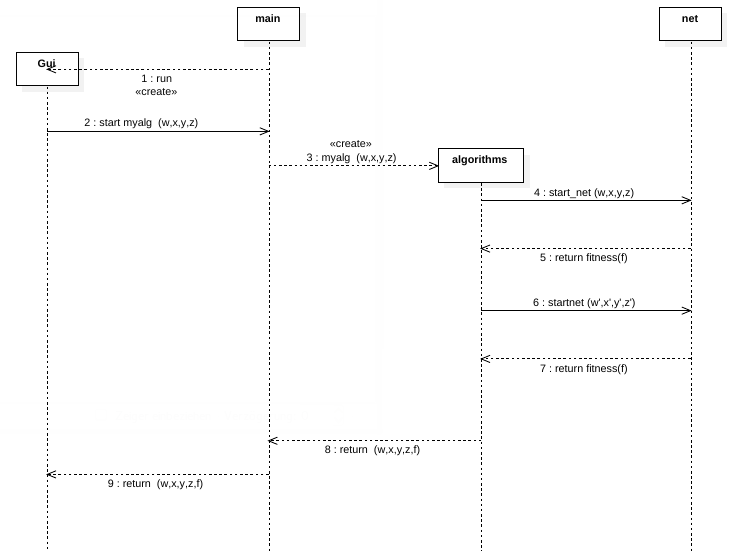 main
net
Gui
1 : run
«create»
2 : start myalg (w,x,y,z)
«create»
3 : myalg (w,x,y,z)
algorithms
4 : start_net (w,x,y,z)
5 : return fitness(f)
6 : startnet (w',x',y',z')
7 : return fitness(f)
8 : return (w,x,y,z,f)
9 : return (w,x,y,z,f)